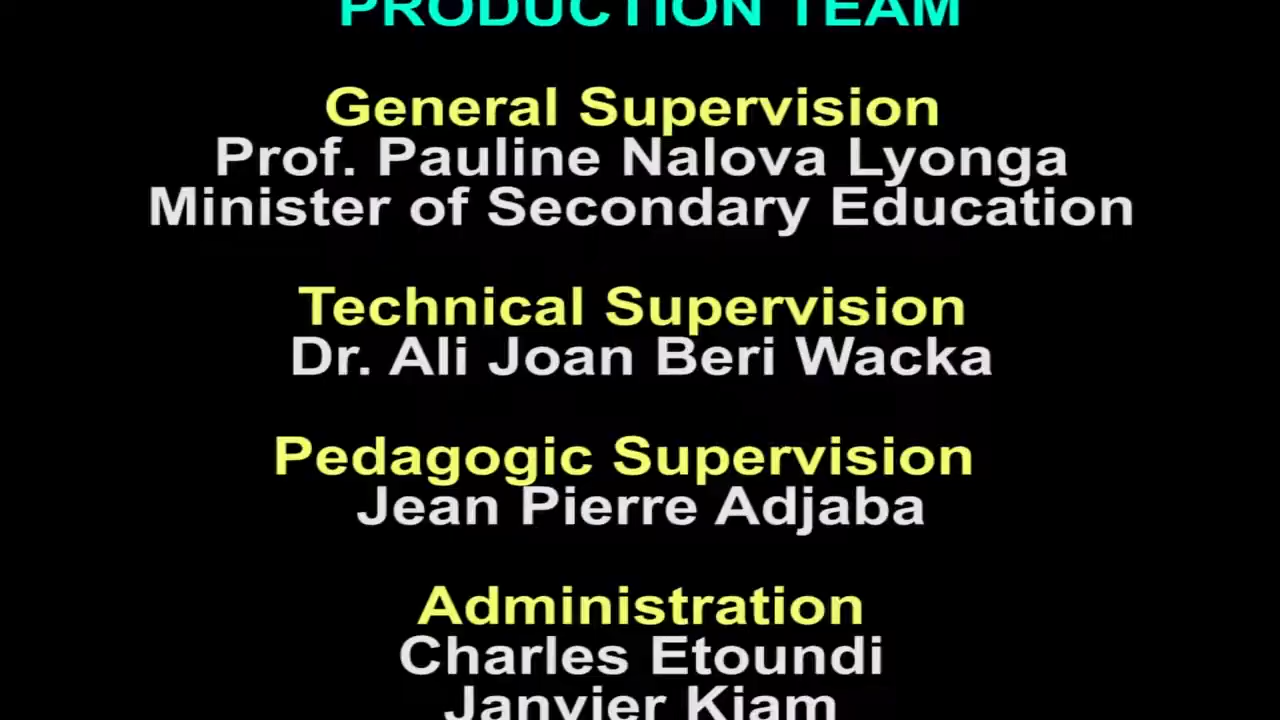 PRODUCTION TEAM
General Supervision
Prof. Pauline Nalova Lyonga
Minister of Secondary Education
Technical Supervision
Dr. Ali Joan Beri Wacka
Pedagogic Supervision
Jean Pierre Adjaba
Administration
Charles Etoundi
Janvier Kiam